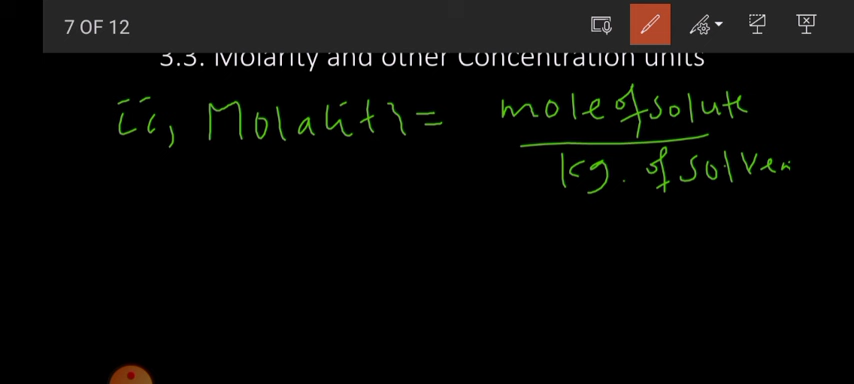 7 OF 12
3.3. Molarity and other Concentration units
ii, Molality = mole of solute
kg. of solven